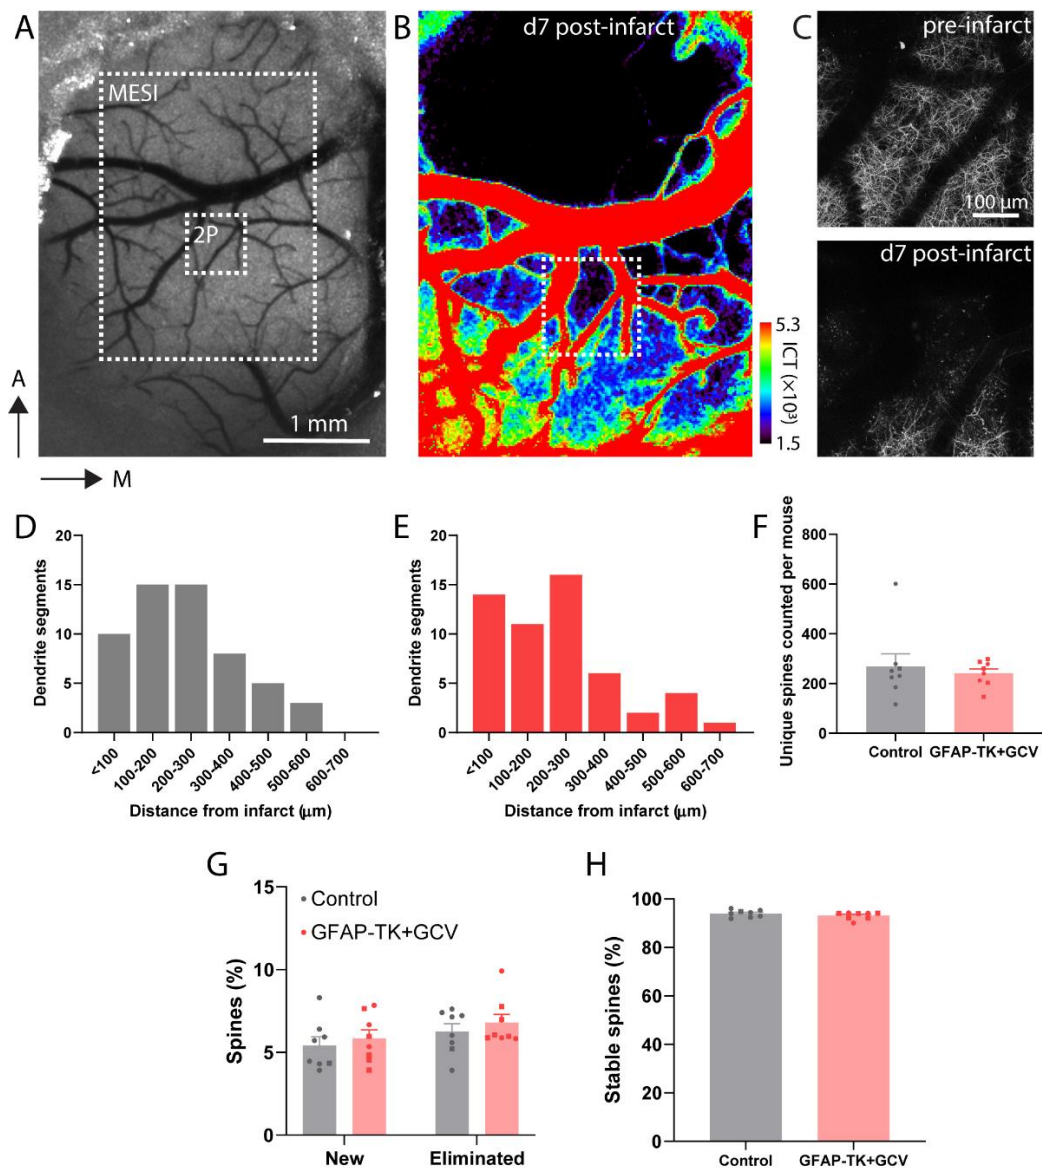 A
MESI
2P
A
M
1 mm
B
d7 post-infarct
5.3
ICT (×10³)
1.5
C
pre-infarct
100 µm
d7 post-infarct
D
20
15
10
5
0
Dendrite segments
<100
100-200
200-300
300-400
400-500
500-600
600-700
Distance from infarct (µm)
E
20
15
10
5
0
Dendrite segments
<100
100-200
200-300
300-400
400-500
500-600
600-700
Distance from infarct (µm)
F
Unique spines counted per mouse
800
600
400
200
0
Control
GFAP-TK+GCV
G
15
10
5
0
Spines (%)
Control
GFAP-TK+GCV
New
Eliminated
H
100
80
60
40
20
0
Stable spines (%)
Control
GFAP-TK+GCV